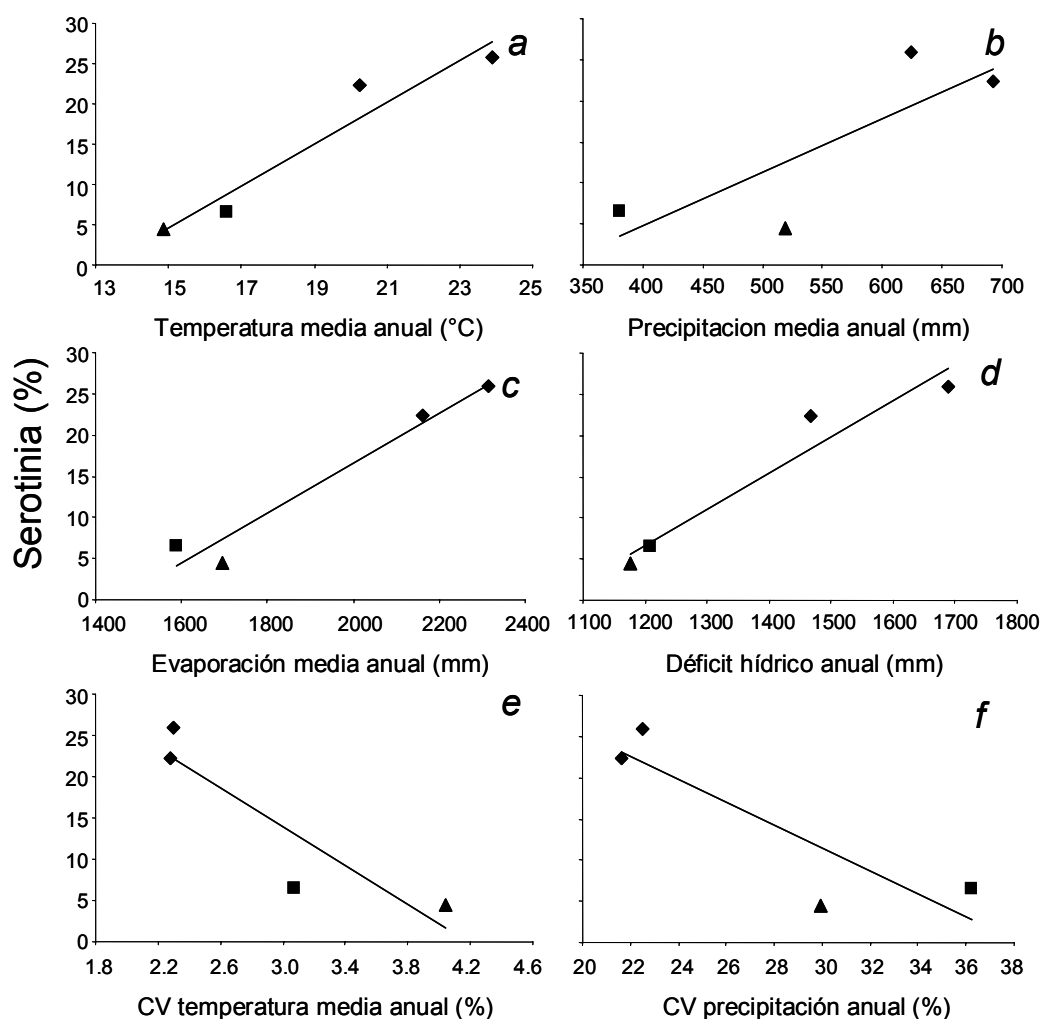 Serotinia (%)
30
25
20
15
10
5
0
a
13 15 17 19 21 23 25
Temperatura media anual (°C)
b
350 400 450 500 550 600 650 700
Precipitacion media anual (mm)
30
25
20
15
10
5
0
c
1400 1600 1800 2000 2200 2400
Evaporación media anual (mm)
d
1100 1200 1300 1400 1500 1600 1700 1800
Déficit hídrico anual (mm)
30
25
20
15
10
5
0
e
1.8 2.2 2.6 3.0 3.4 3.8 4.2 4.6
CV temperatura media anual (%)
f
20 22 24 26 28 30 32 34 36 38
CV precipitación anual (%)